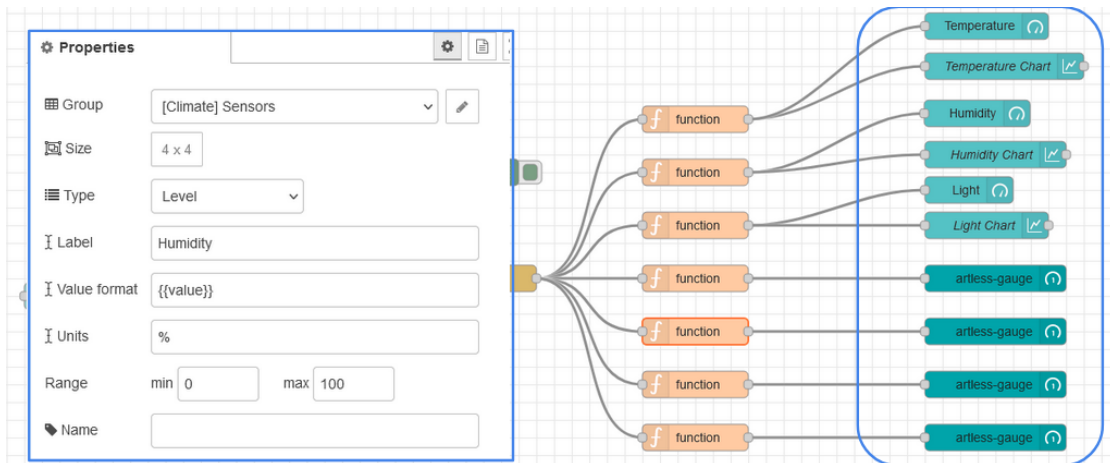 Properties
Group
[Climate] Sensors
Size
4 x 4
Type
Level
Label
Humidity
Value format
{{value}}
Units
%
Range
min 0
max 100
Name
function
function
function
function
function
function
function
Temperature
Temperature Chart
Humidity
Humidity Chart
Light
Light Chart
artless-gauge
artless-gauge
artless-gauge
artless-gauge